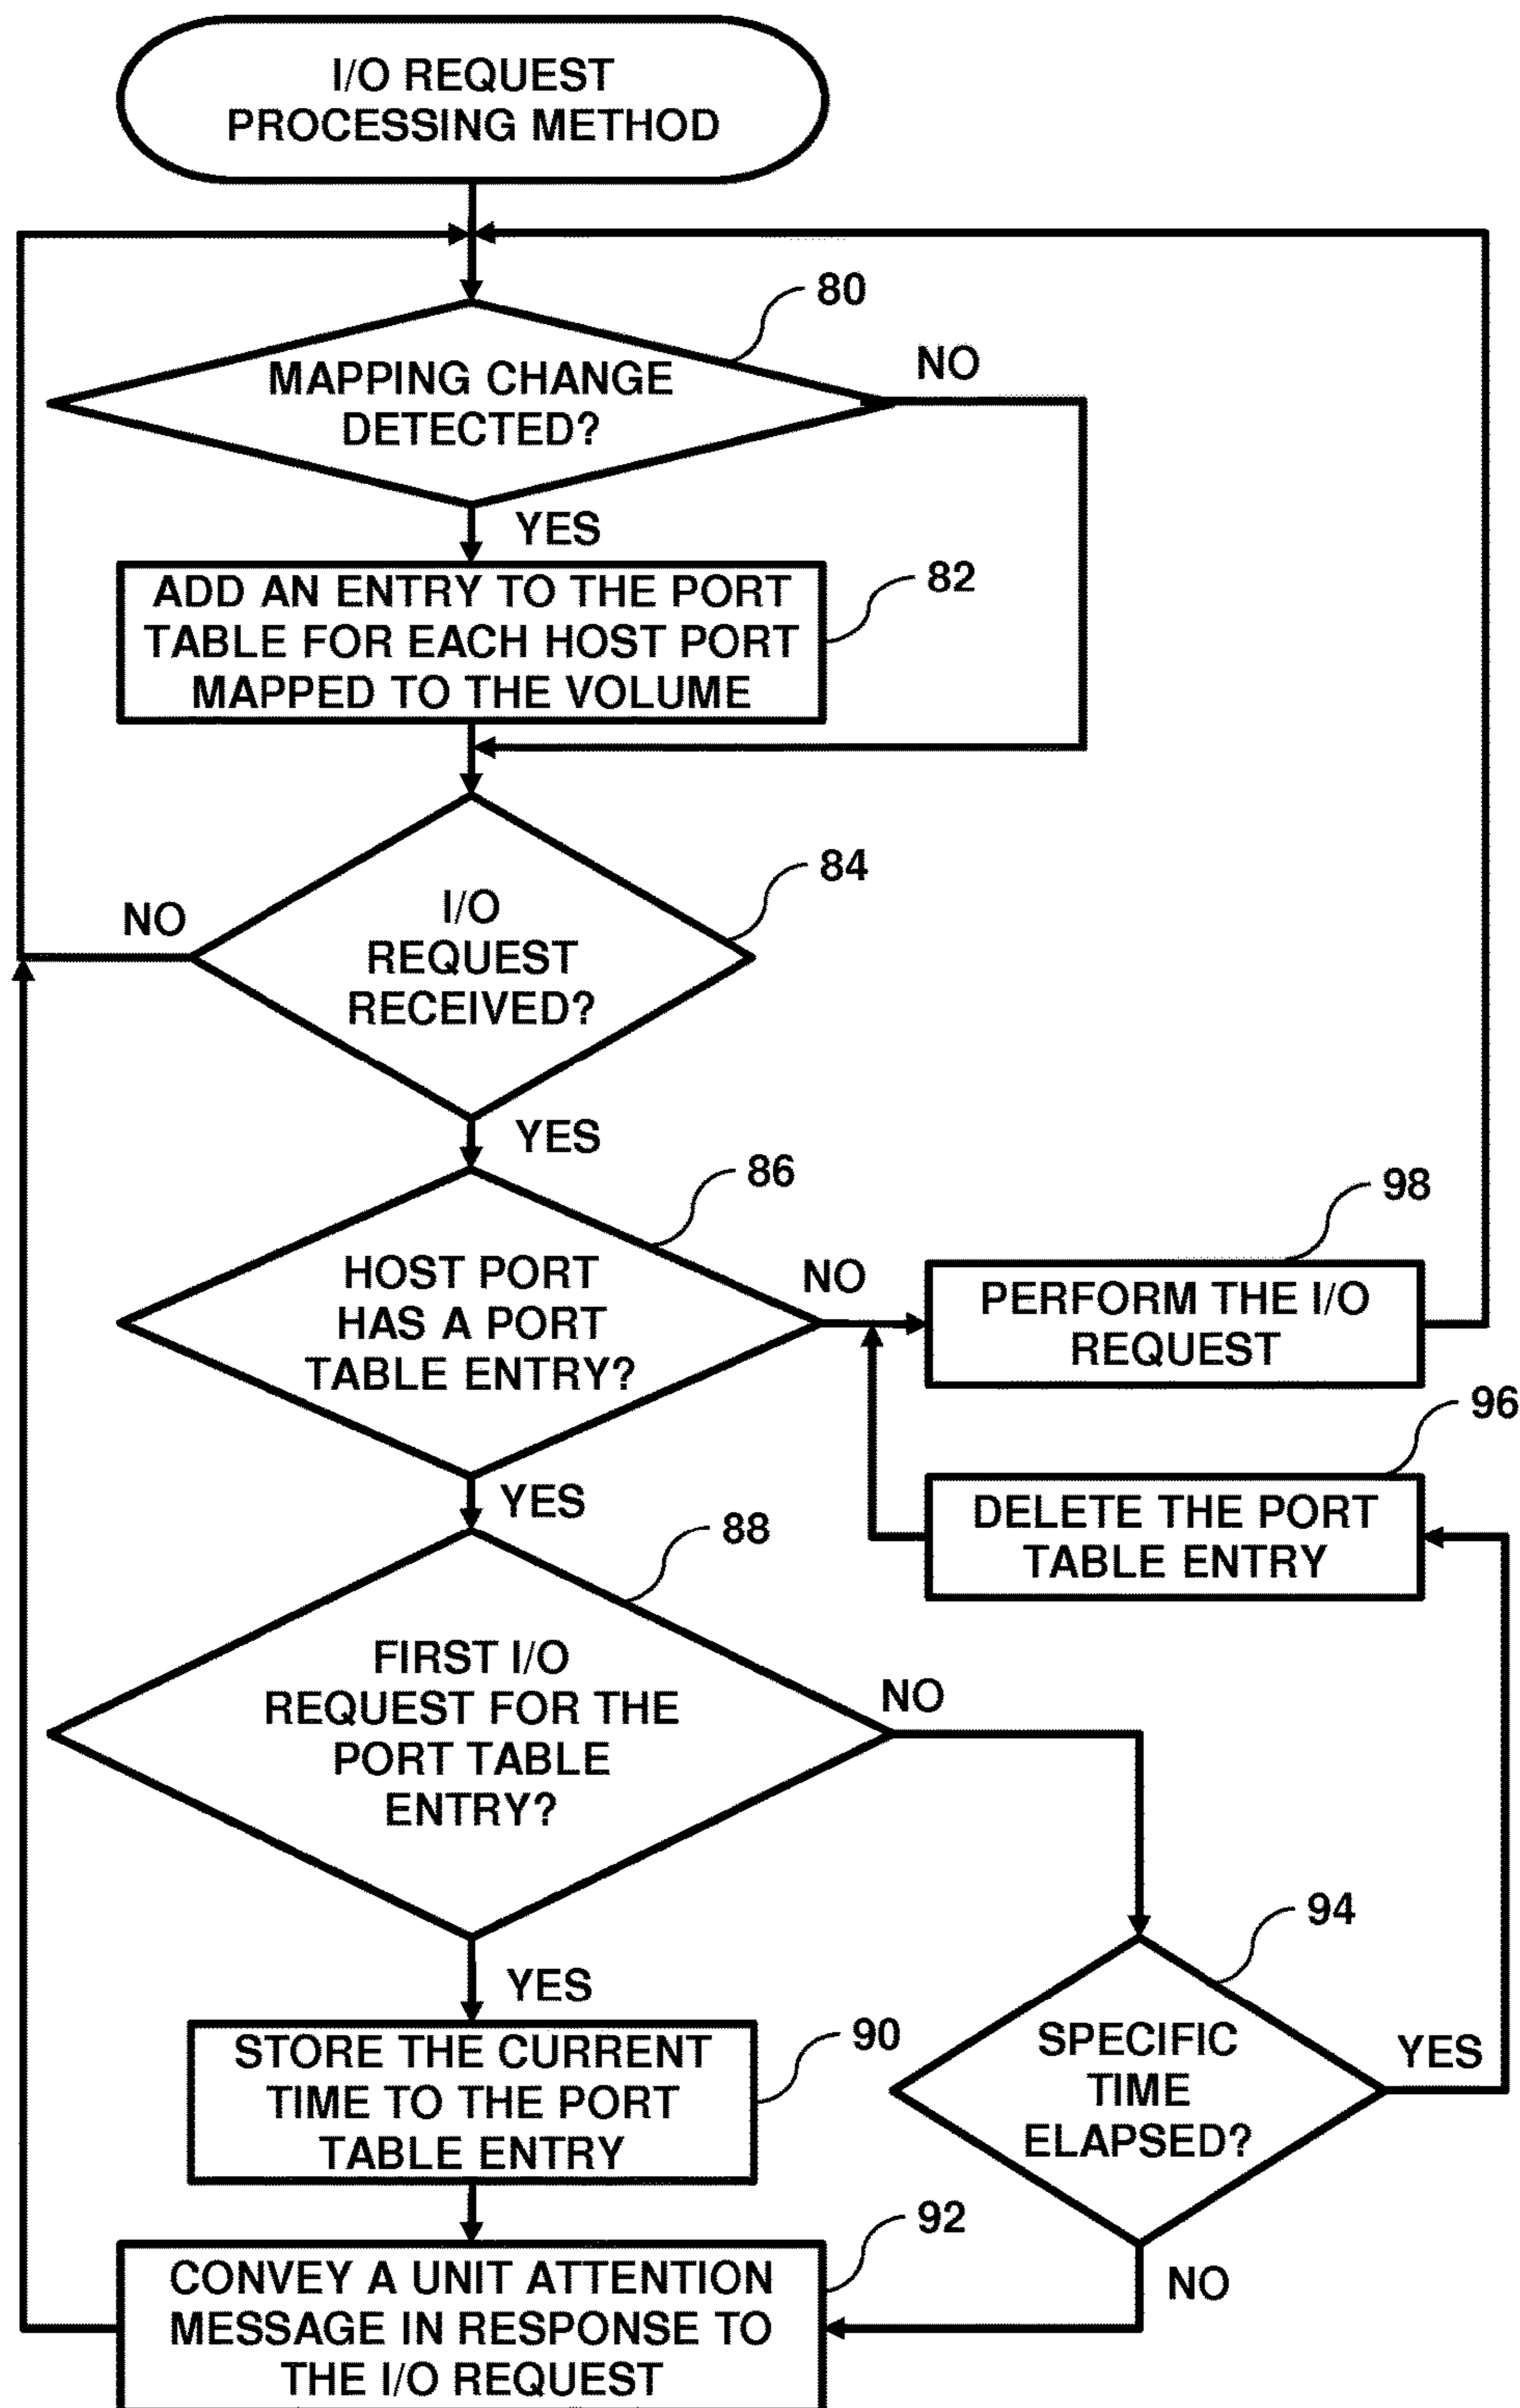 I/O REQUEST
PROCESSING METHOD
80
MAPPING CHANGE
DETECTED?
NO
YES
ADD AN ENTRY TO THE PORT
TABLE FOR EACH HOST PORT
MAPPED TO THE VOLUME
82
84
I/O
REQUEST
RECEIVED?
NO
YES
86
HOST PORT
HAS A PORT
TABLE ENTRY?
NO
98
PERFORM THE I/O
REQUEST
96
DELETE THE PORT
TABLE ENTRY
YES
88
FIRST I/O
REQUEST FOR THE
PORT TABLE
ENTRY?
NO
94
SPECIFIC
TIME
ELAPSED?
YES
YES
90
STORE THE CURRENT
TIME TO THE PORT
TABLE ENTRY
92
NO
CONVEY A UNIT ATTENTION
MESSAGE IN RESPONSE TO
THE I/O REQUEST